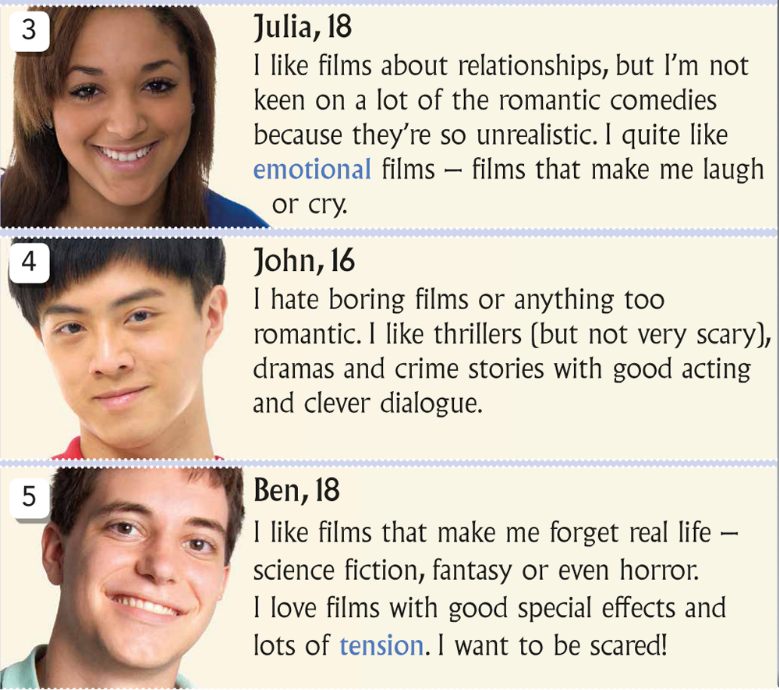 3
Julia, 18
I like films about relationships, but I'm not
keen on a lot of the romantic comedies
because they're so unrealistic. I quite like
emotional films – films that make me laugh
or cry.
4
John, 16
I hate boring films or anything too
romantic. I like thrillers (but not very scary),
dramas and crime stories with good acting
and clever dialogue.
5
Ben, 18
I like films that make me forget real life –
science fiction, fantasy or even horror.
I love films with good special effects and
lots of tension. I want to be scared!